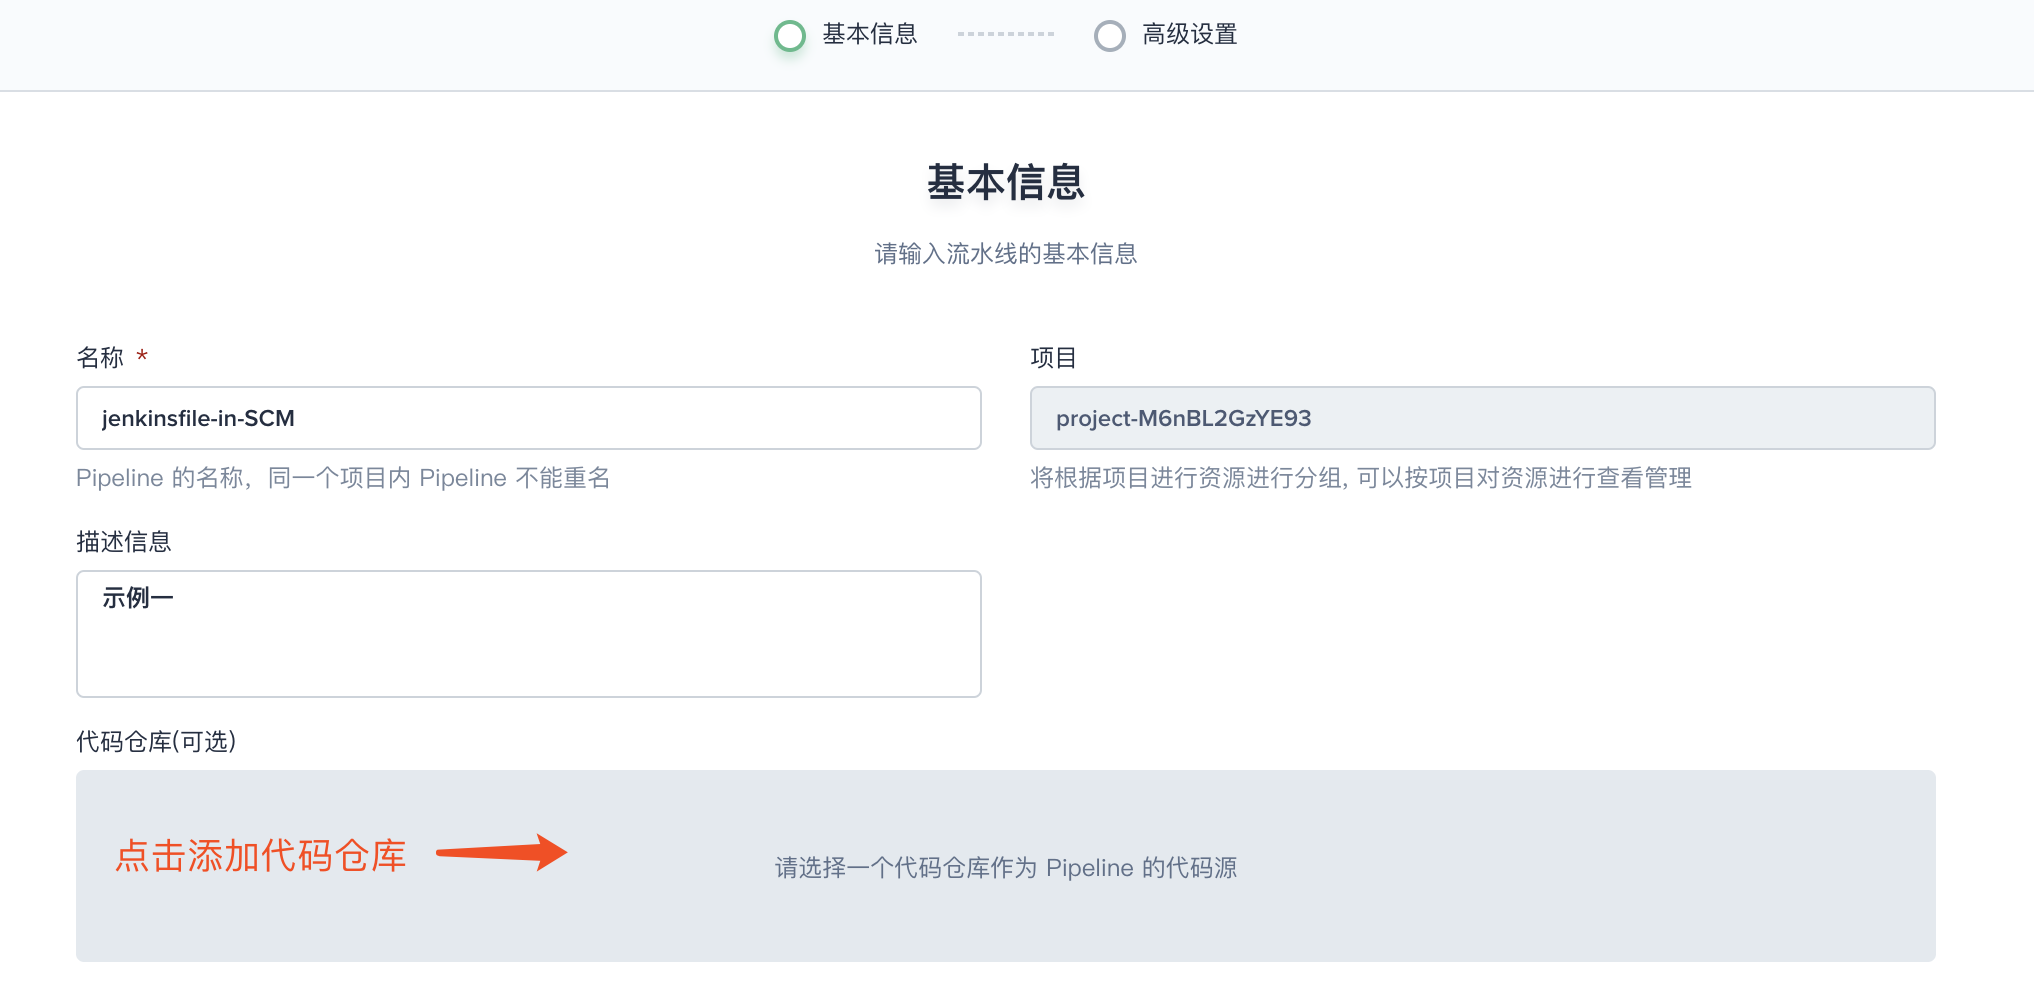 基本信息 高级设置
基本信息
请输入流水线的基本信息
名称 *
jenkinsfile-in-SCM
Pipeline 的名称，同一个项目内 Pipeline 不能重名
项目
project-M6nBL2GzYE93
将根据项目进行资源进行分组, 可以按项目对资源进行查看管理
描述信息
示例一
代码仓库(可选)
点击添加代码仓库
请选择一个代码仓库作为 Pipeline 的代码源